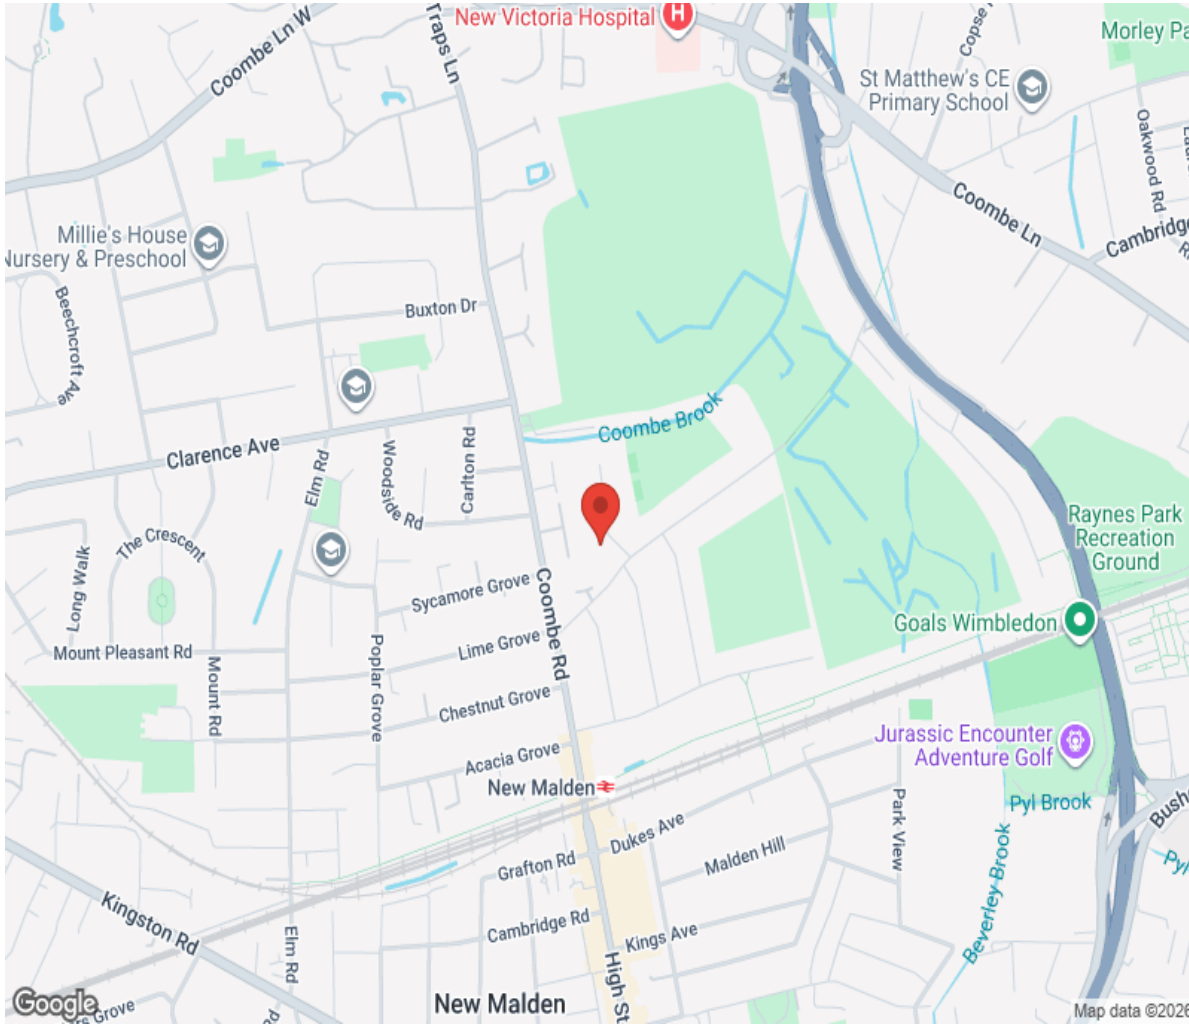 New Victoria Hospital
H
Coombe Ln W
Traps Ln
Copse
Morley Pa
St Matthew's CE
Primary School
Oakwood Rd
Coombe Ln
Cambridge
Millie's House
Nursery & Preschool
Beechcroft Ave
Buxton Dr
Coombe Brook
Clarence Ave
Elm Rd
Woodside Rd
Carlton Rd
The Crescent
Long Walk
Raynes Park
Recreation
Ground
Sycamore Grove
Coombe Rd
Goals Wimbledon
Lime Grove
Mount Pleasant Rd
Mount Rd
Poplar Grove
Chestnut Grove
Acacia Grove
Jurassic Encounter
Adventure Golf
New Malden
Pyl Brook
Bushe
Park View
Dukes Ave
Malden Hill
Grafton Rd
Beverley Brook
Pyl
Kingston Rd
Cambridge Rd
Kings Ave
Elm Rd
High St
New Malden
Google
rs Grove
Rd
Map data ©2026